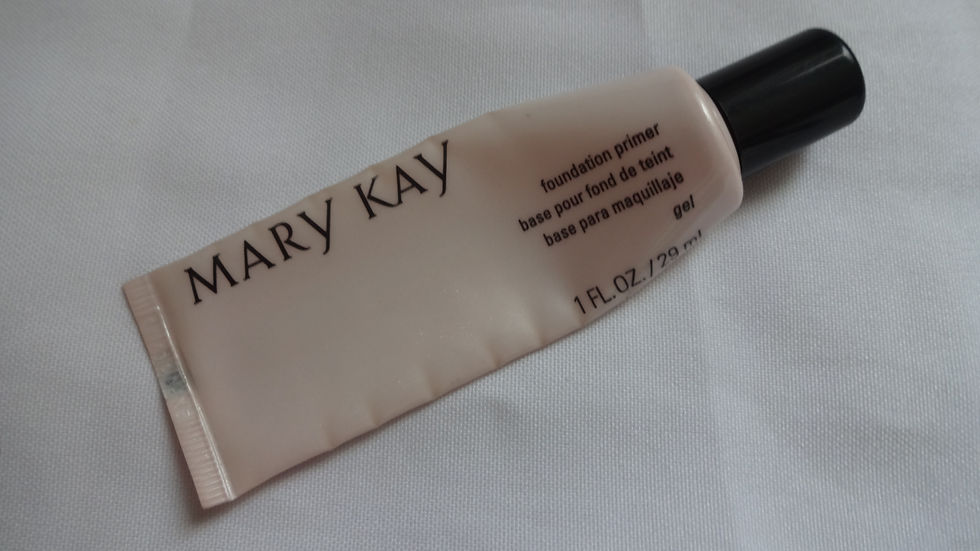 MARY KAY
foundation primer
base pour fond de teint
base para maquillaje
gel
1 FL. OZ. / 29 ml